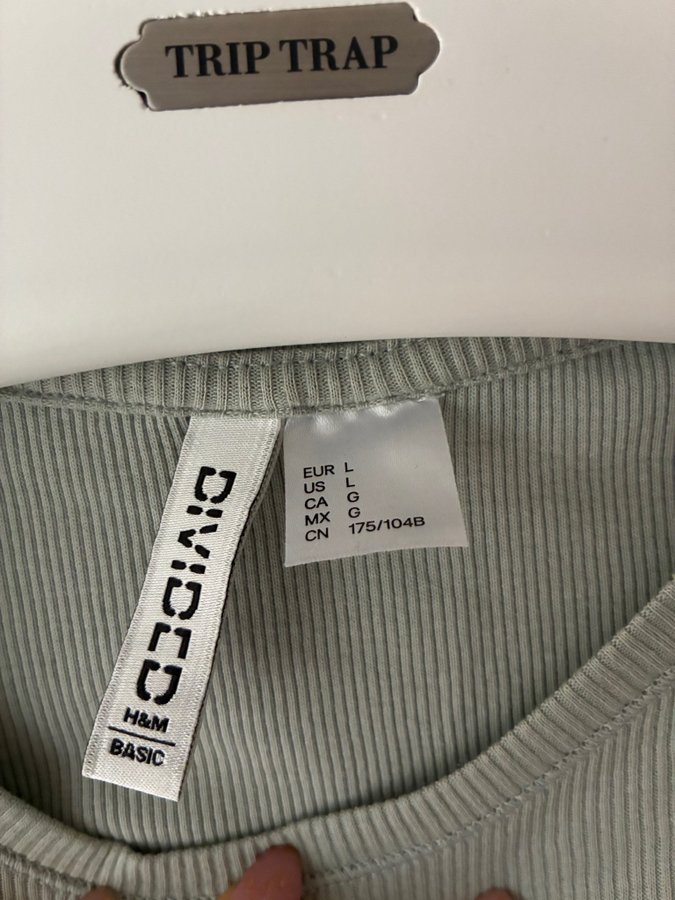 TRIP TRAP
DIVIDED
H&M
BASIC
EUR L
US L
CA G
MX G
CN 175/104B